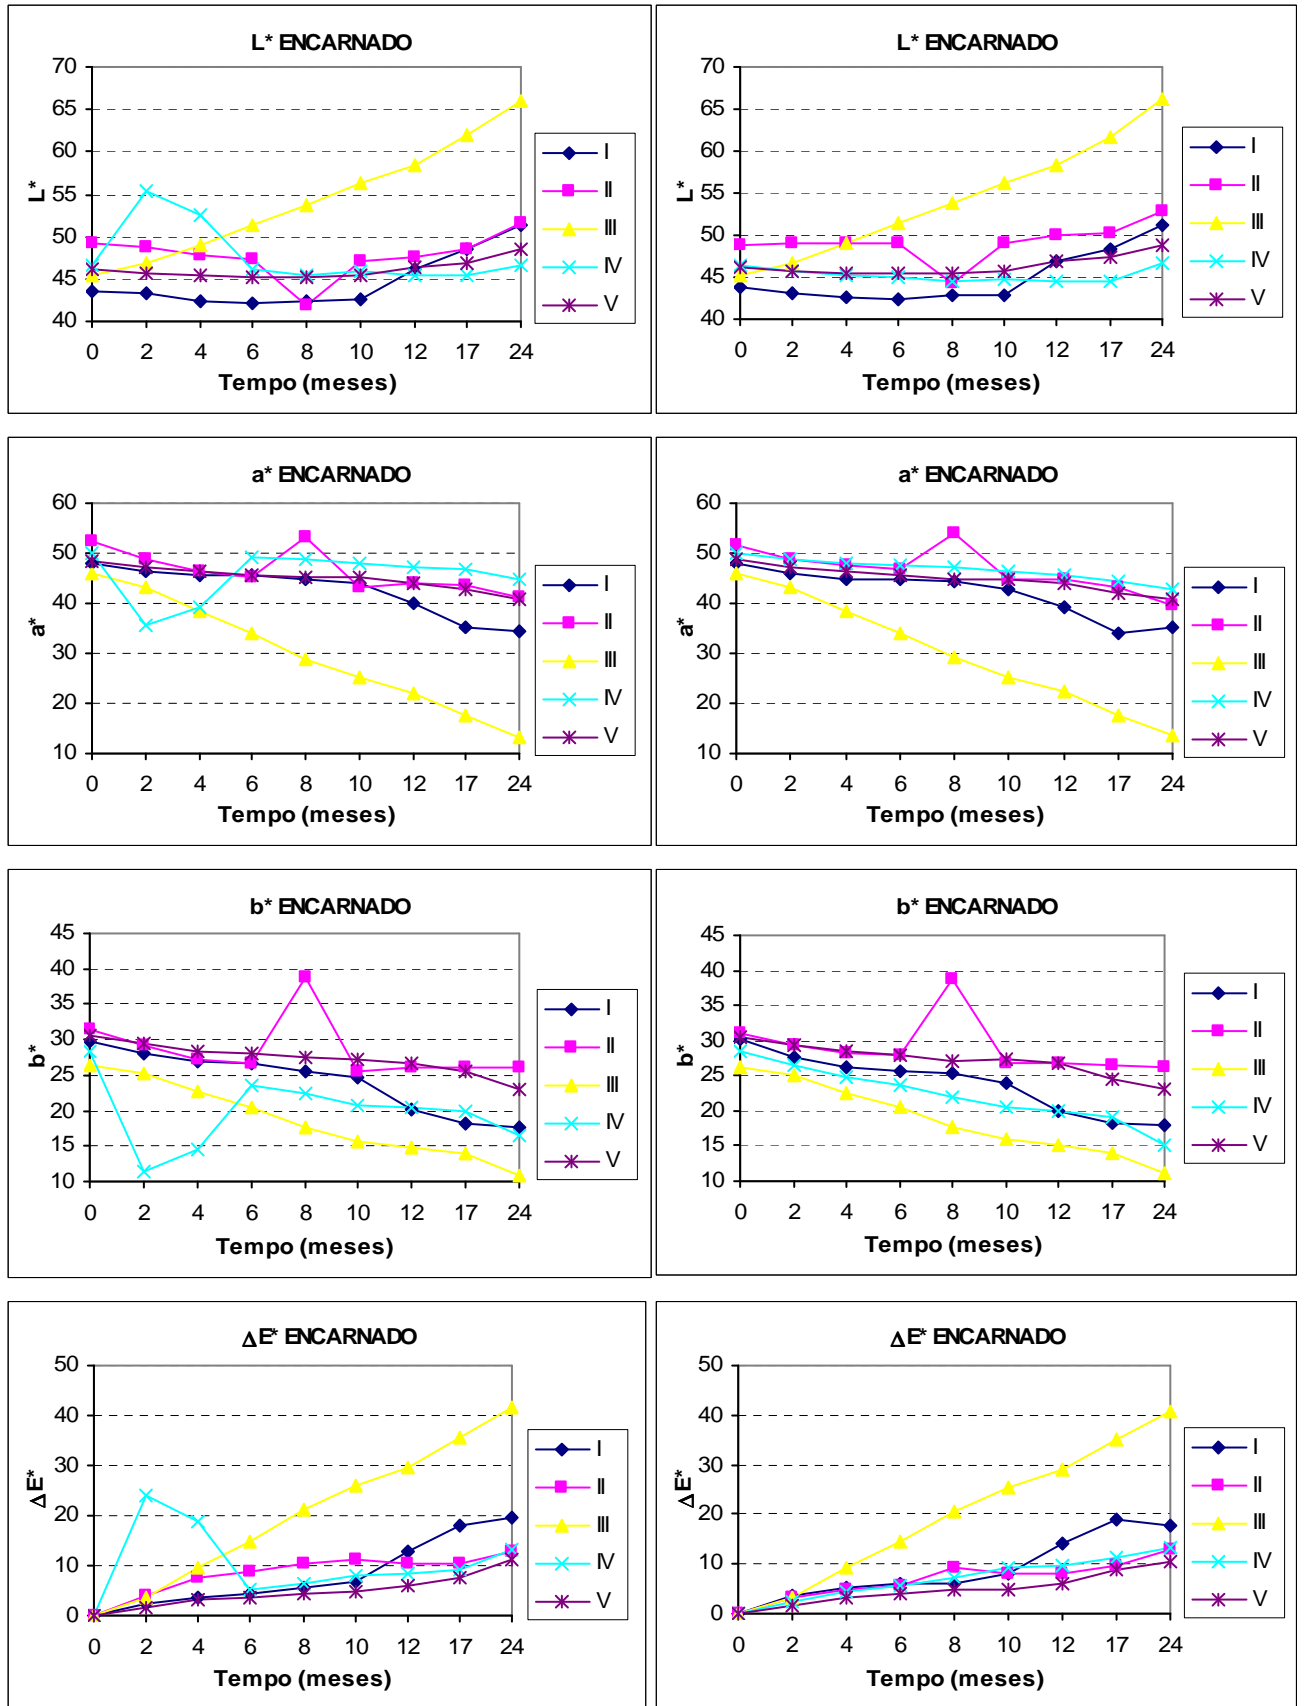 L* ENCARNADO
70
65
60
55
50
45
40
L*
0 2 4 6 8 10 12 17 24
Tempo (meses)
I
II
III
IV
V
L* ENCARNADO
70
65
60
55
50
45
40
L*
0 2 4 6 8 10 12 17 24
Tempo (meses)
I
II
III
IV
V
a* ENCARNADO
60
50
40
30
20
10
a*
0 2 4 6 8 10 12 17 24
Tempo (meses)
I
II
III
IV
V
a* ENCARNADO
60
50
40
30
20
10
a*
0 2 4 6 8 10 12 17 24
Tempo (meses)
I
II
III
IV
V
b* ENCARNADO
45
40
35
30
25
20
15
10
b*
0 2 4 6 8 10 12 17 24
Tempo (meses)
I
II
III
IV
V
b* ENCARNADO
45
40
35
30
25
20
15
10
b*
0 2 4 6 8 10 12 17 24
Tempo (meses)
I
II
III
IV
V
ΔE* ENCARNADO
50
40
30
20
10
0
ΔE*
0 2 4 6 8 10 12 17 24
Tempo (meses)
I
II
III
IV
V
ΔE* ENCARNADO
50
40
30
20
10
0
ΔE*
0 2 4 6 8 10 12 17 24
Tempo (meses)
I
II
III
IV
V